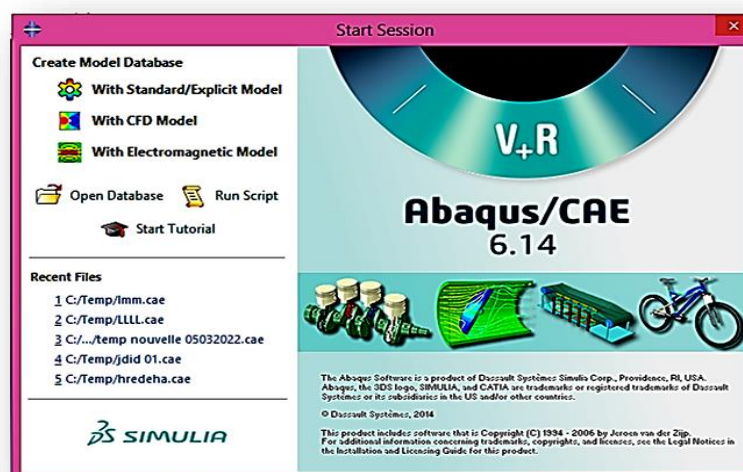 Start Session
Create Model Database
With Standard/Explicit Model
With CFD Model
With Electromagnetic Model
Open Database Run Script
Start Tutorial
Recent Files
1 C:/Temp/lmm.cae
2 C:/Temp/LLLL.cae
3 C:/.../temp nouvelle 05032022.cae
4 C:/Temp/jdid 01.cae
5 C:/Temp/hredeha.cae
SIMULIA
V+R
Abaqus/CAE
6.14
The Abaqus Software is a product of Dassault Systèmes Simulia Corp., Providence, RI, USA.
Abaqus, the 3DS logo, SIMULIA, and CATIA are trademarks or registered trademarks of Dassault
Systèmes or its subsidiaries in the US and/or other countries.
© Dassault Systèmes, 2014
This product includes software that is Copyright (C) 1994 - 2006 by Jeroen van der Zijp.
For additional information concerning trademarks, copyrights, and licenses, see the Legal Notices in
the Installation and Licensing Guide for this product.